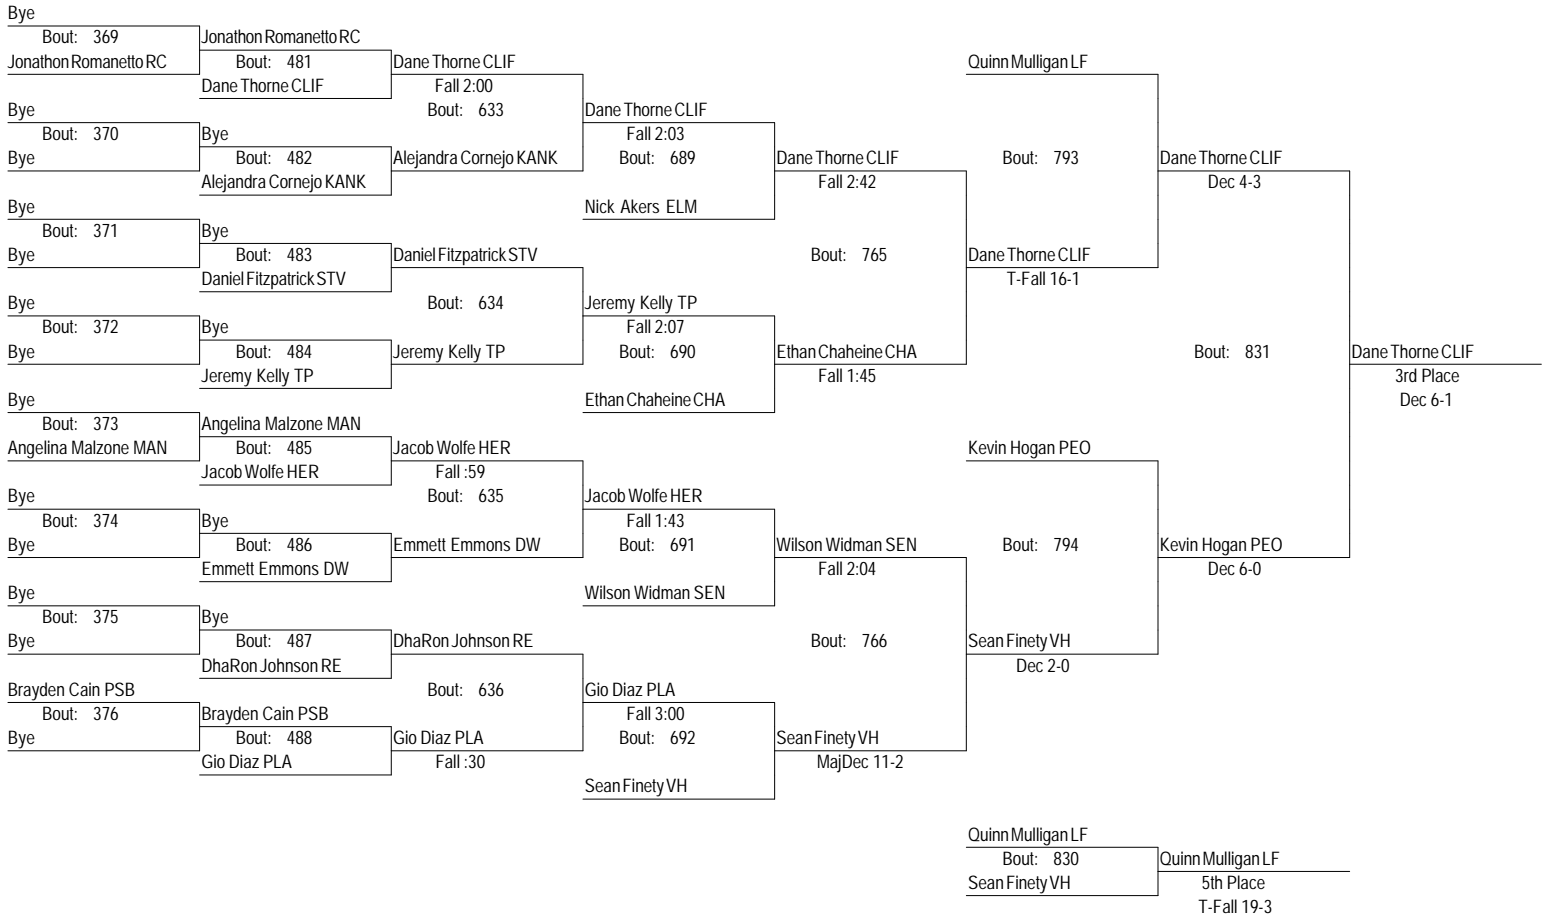 Bye
Bout: 369
Jonathon Romanetto RC
Bye
Bout: 370
Bye
Bye
Bout: 371
Bye
Bye
Bout: 372
Bye
Bye
Bout: 373
Angelina Malzone MAN
Bye
Bout: 374
Bye
Bye
Bout: 375
Bye
Brayden Cain PSB
Bout: 376
Bye
Jonathon Romanetto RC
Bout: 481
Dane Thorne CLIF
Bye
Bout: 482
Alejandra Cornejo KANK
Bye
Bout: 483
Daniel Fitzpatrick STV
Bye
Bout: 484
Jeremy Kelly TP
Angelina Malzone MAN
Bout: 485
Jacob Wolfe HER
Bye
Bout: 486
Emmett Emmons DW
Bye
Bout: 487
DhaRon Johnson RE
Brayden Cain PSB
Bout: 488
Gio Diaz PLA
Dane Thorne CLIF
Fall 2:00
Bout: 633
Alejandra Cornejo KANK
Daniel Fitzpatrick STV
Bout: 634
Jeremy Kelly TP
Jacob Wolfe HER
Fall :59
Bout: 635
Emmett Emmons DW
DhaRon Johnson RE
Bout: 636
Gio Diaz PLA
Fall :30
Dane Thorne CLIF
Fall 2:03
Bout: 689
Nick Akers ELM
Jeremy Kelly TP
Fall 2:07
Bout: 690
Ethan Chaheine CHA
Jacob Wolfe HER
Fall 1:43
Bout: 691
Wilson Widman SEN
Gio Diaz PLA
Fall 3:00
Bout: 692
Sean Finety VH
Dane Thorne CLIF
Fall 2:42
Bout: 765
Ethan Chaheine CHA
Fall 1:45
Wilson Widman SEN
Fall 2:04
Bout: 766
Sean Finety VH
MajDec 11-2
Quinn Mulligan LF
Bout: 793
Dane Thorne CLIF
T-Fall 16-1
Kevin Hogan PEO
Bout: 794
Sean Finety VH
Dec 2-0
Dane Thorne CLIF
Dec 4-3
Bout: 831
Kevin Hogan PEO
Dec 6-0
Dane Thorne CLIF
3rd Place
Dec 6-1
Quinn Mulligan LF
Bout: 830
Sean Finety VH
Quinn Mulligan LF
5th Place
T-Fall 19-3